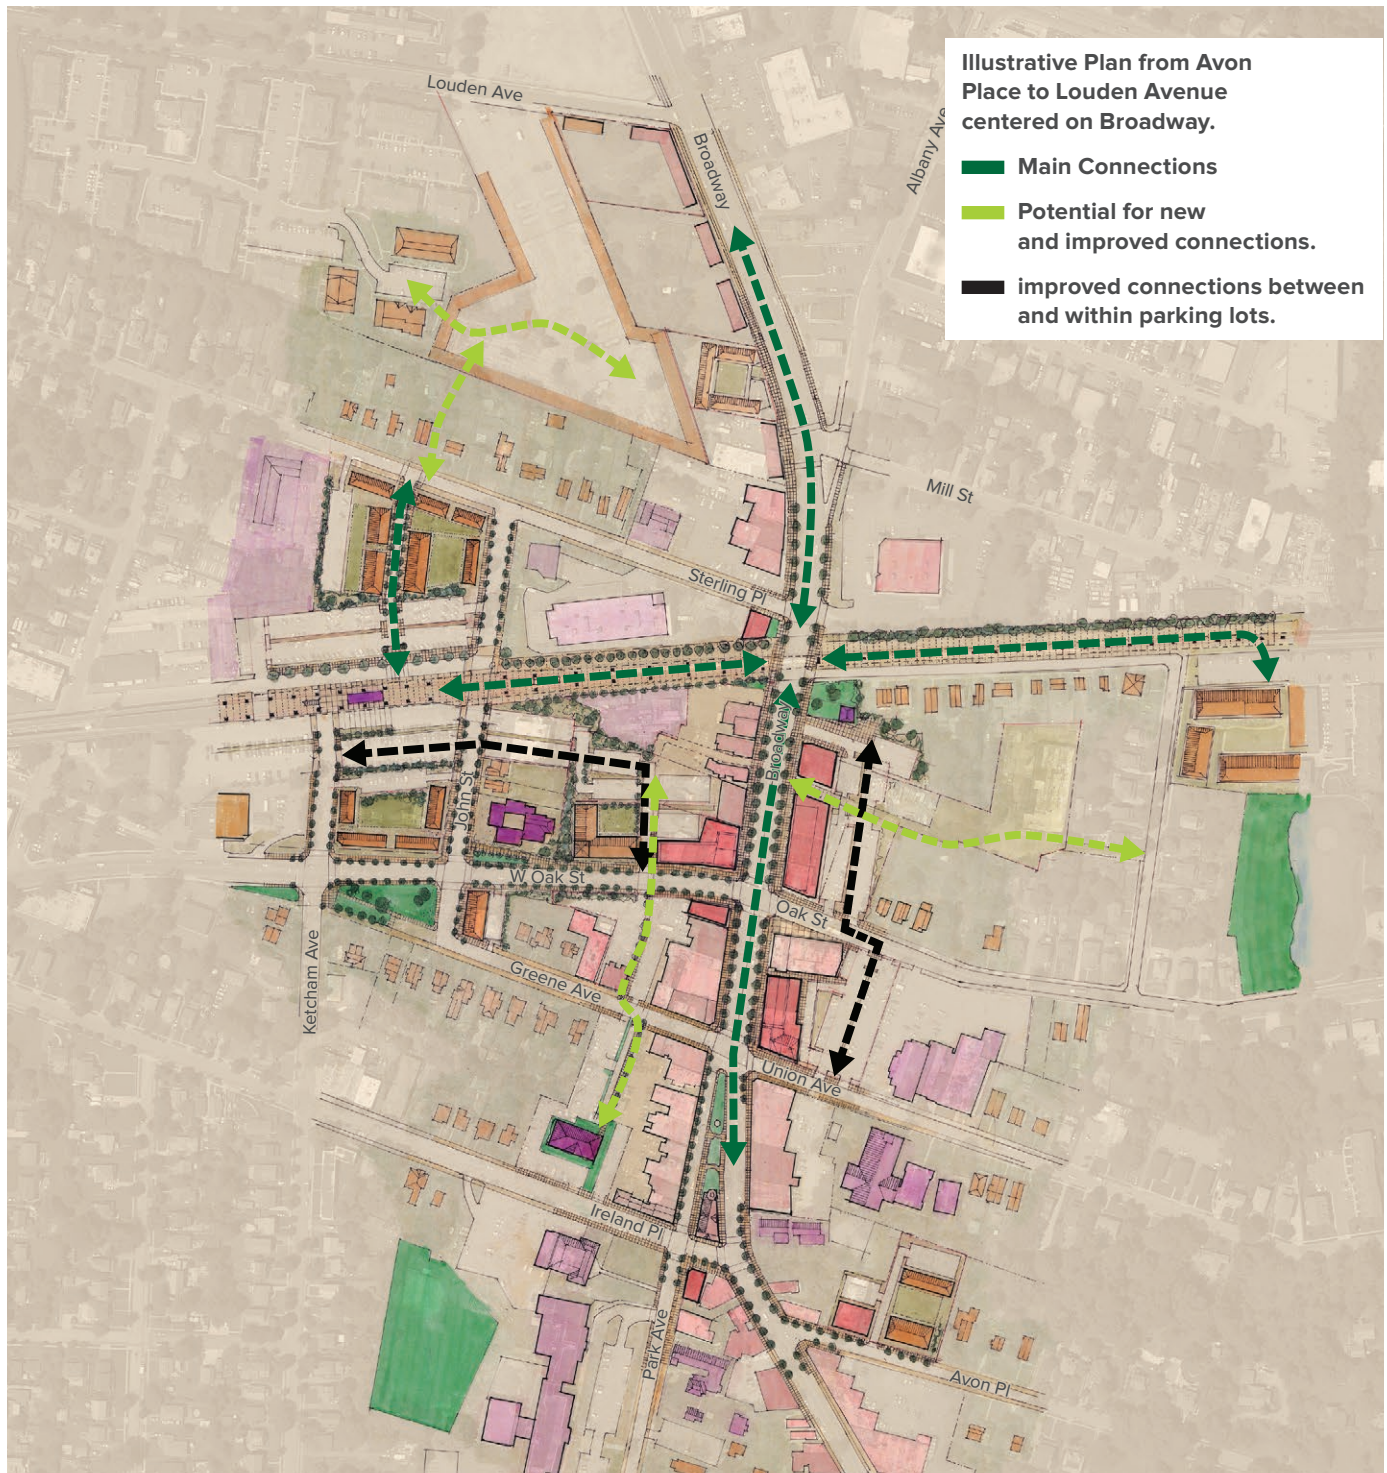 Illustrative Plan from Avon
Place to Louden Avenue
centered on Broadway.
Main Connections
Potential for new
and improved connections.
improved connections between
and within parking lots.
Louden Ave
Broadway
Albany Ave
Mill St
Sterling Pl
Broadway
John St
W Oak St
Oak St
Ketcham Ave
Greene Ave
Union Ave
Ireland Pl
Park Ave
Avon Pl